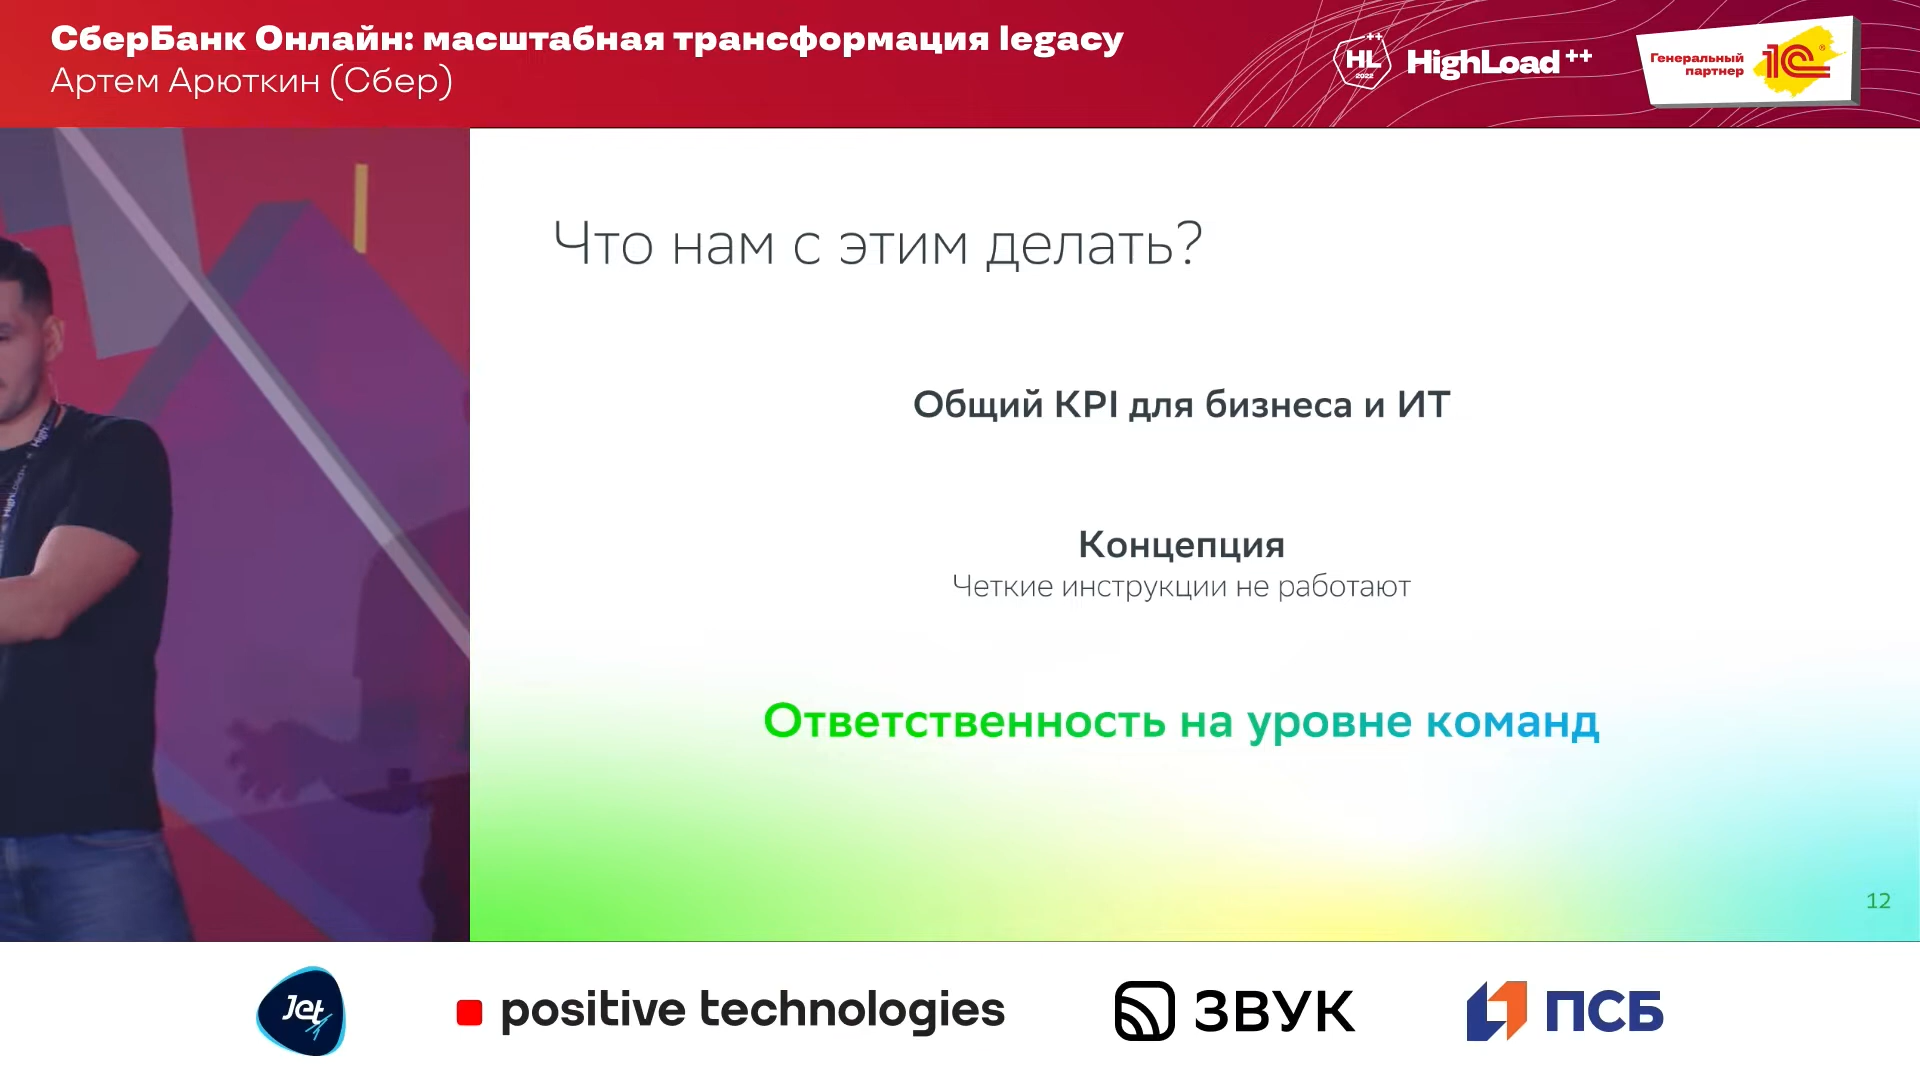 СберБанк Онлайн: масштабная трансформация legacy
Артем Арюткин (Сбер)
HL++
2022
HighLoad++
Генеральный
партнер
1С
Что нам с этим делать?
Общий KPI для бизнеса и ИТ
Концепция
Четкие инструкции не работают
Ответственность на уровне команд
12
Jet
positive technologies
ЗВУК
ПСБ